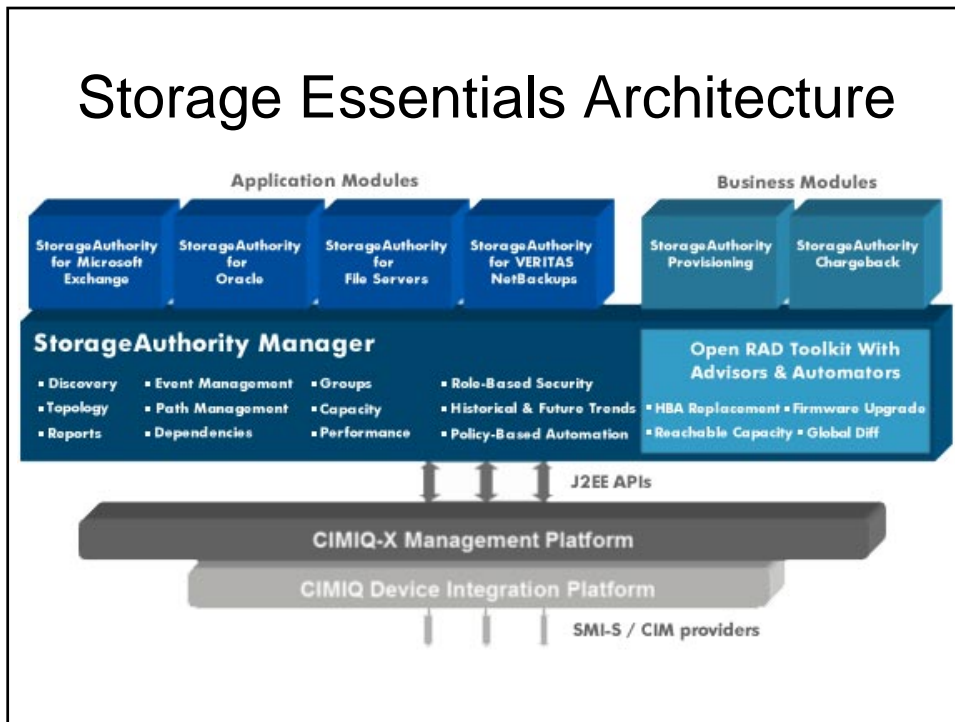 Storage Essentials Architecture
Application Modules
Business Modules
StorageAuthority
for Microsoft
Exchange
StorageAuthority
for
Oracle
StorageAuthority
for
File Servers
StorageAuthority
for VERITAS
NetBackups
StorageAuthority
Provisioning
StorageAuthority
Chargeback
StorageAuthority Manager
▪ Discovery
▪ Topology
▪ Reports
▪ Event Management
▪ Path Management
▪ Dependencies
▪ Groups
▪ Capacity
▪ Performance
▪ Role-Based Security
▪ Historical & Future Trends
▪ Policy-Based Automation
Open RAD Toolkit With
Advisors & Automators
▪ HBA Replacement ▪ Firmware Upgrade
▪ Reachable Capacity ▪ Global Diff
J2EE APIs
CIMIQ-X Management Platform
CIMIQ Device Integration Platform
SMI-S / CIM providers